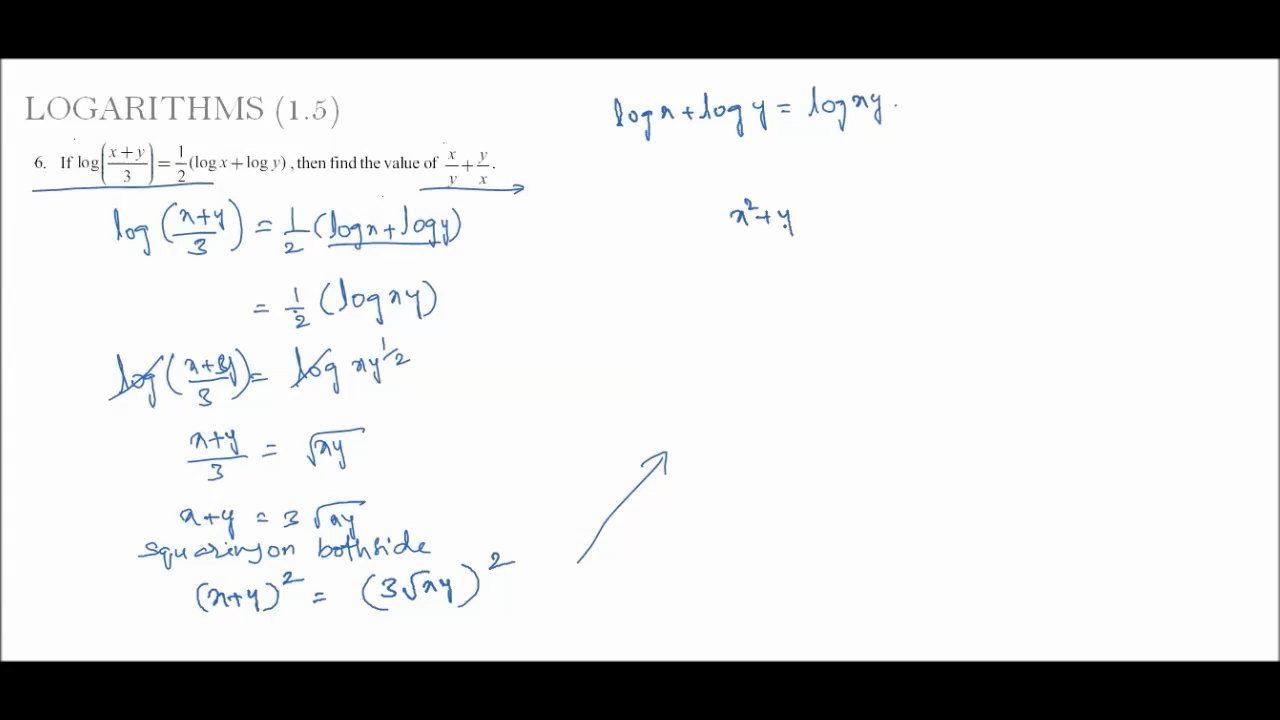 LOGARITHMS (1.5)
6. If log((x+y)/3) = 1/2 (log x + log y), then find the value of x/y + y/x.
log ((x+y)/3) = 1/2 (log x + log y)
= 1/2 (log xy)
log ((x+y)/3) = log xy^1/2
(x+y)/3 = √xy
x+y = 3 √xy
squaring on bothside
(x+y)^2 = (3√xy)^2
log x + log y = log xy.
x^2 + y